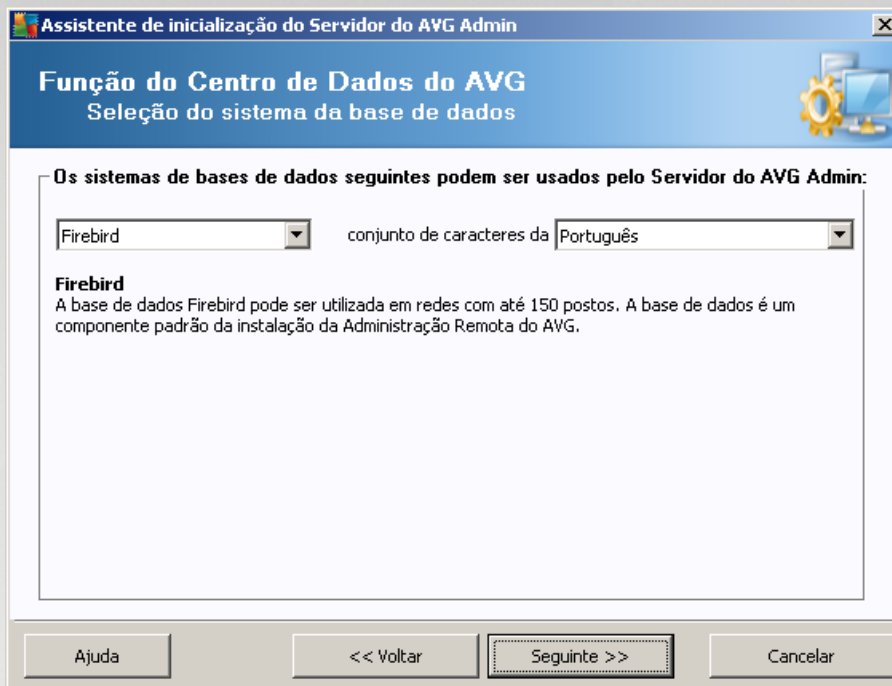 Assistente de inicialização do Servidor do AVG Admin
Função do Centro de Dados do AVG
Seleção do sistema da base de dados
Os sistemas de bases de dados seguintes podem ser usados pelo Servidor do AVG Admin:
Firebird conjunto de caracteres da Português
Firebird
A base de dados Firebird pode ser utilizada em redes com até 150 postos. A base de dados é um
componente padrão da instalação da Administração Remota do AVG.
Ajuda << Voltar Seguinte >> Cancelar